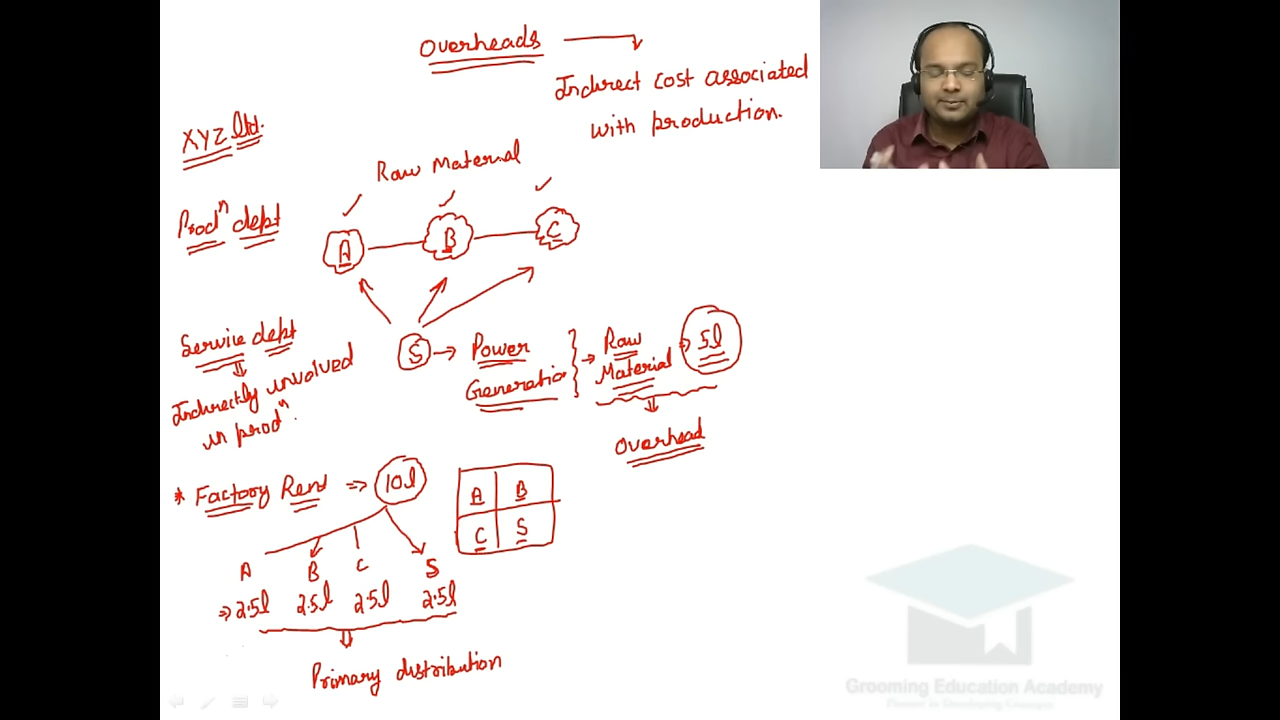 Overheads
Indirect cost associated
with production.
XYZ ltd.
Raw Material
Prodⁿ dept
A
B
C
Service dept
S
Power
Generation
Raw
Material
5l
Indirectly involved
in prodⁿ.
Overhead
* Factory Rent ⇒ 10l
A B
C S
A B C S
⇒ 2.5l 2.5l 2.5l 2.5l
Primary distribution
Grooming Education Academy